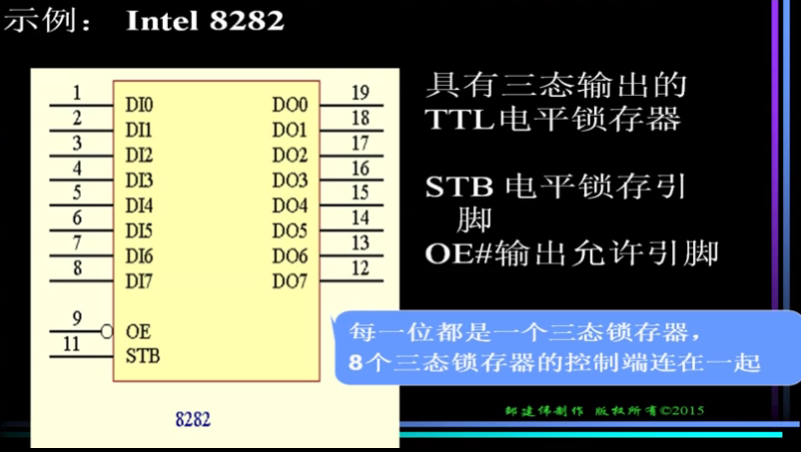 示例： Intel 8282
1 DI0 DO0 19
2 DI1 DO1 18
3 DI2 DO2 17
4 DI3 DO3 16
5 DI4 DO4 15
6 DI5 DO5 14
7 DI6 DO6 13
8 DI7 DO7 12
9 OE
11 STB
8282
具有三态输出的
TTL电平锁存器
STB 电平锁存引
脚
OE#输出允许引脚
每一位都是一个三态锁存器，
8个三态锁存器的控制端连在一起
邹建伟制作 版权所有©2015